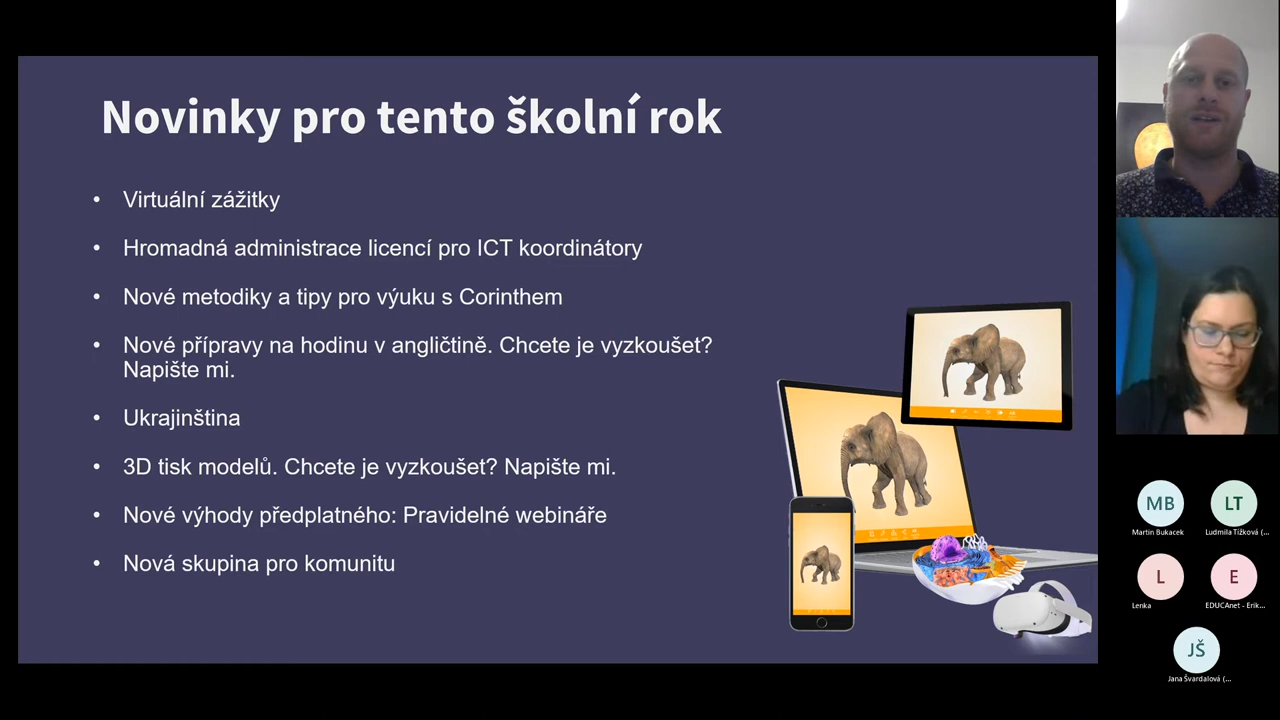 Novinky pro tento školní rok
• Virtuální zážitky
• Hromadná administrace licencí pro ICT koordinátory
• Nové metodiky a tipy pro výuku s Corinthem
• Nové přípravy na hodinu v angličtině. Chcete je vyzkoušet?
Napište mi.
• Ukrajinština
• 3D tisk modelů. Chcete je vyzkoušet? Napište mi.
• Nové výhody předplatného: Pravidelné webináře
• Nová skupina pro komunitu
MB
LT
Martin Bukacek
Ludmila Tížková (...
L
E
Lenka
EDUCAnet - Erik...
JŠ
Jana Švardalová (...